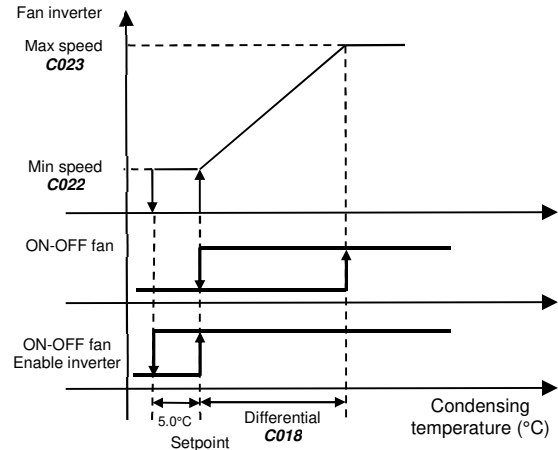 Fan inverter
Max speed
C023
Min speed
C022
ON-OFF fan
ON-OFF fan
Enable inverter
5.0°C
Setpoint
Differential
C018
Condensing
temperature (°C)